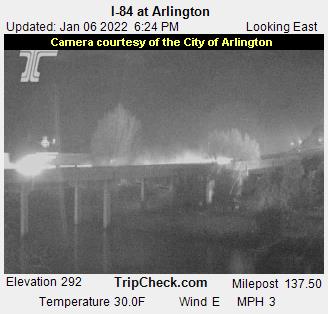 I-84 at Arlington
Updated: Jan 06 2022 6:24 PM Looking East
Camera courtesy of the City of Arlington
Elevation 292 TripCheck.com Milepost 137.50
Temperature 30.0F Wind E MPH 3